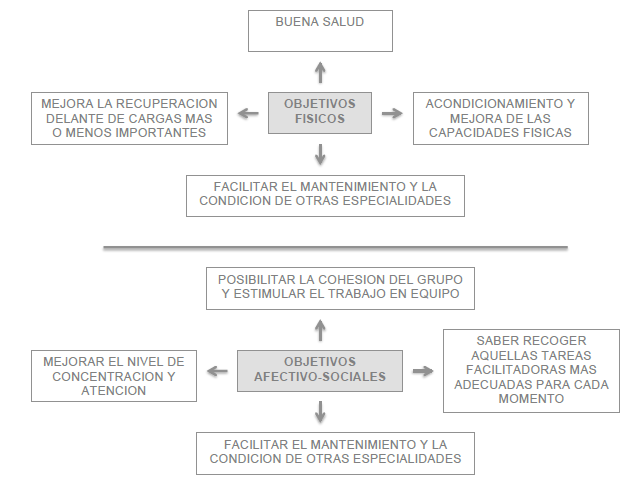 BUENA SALUD
MEJORA LA RECUPERACION
DELANTE DE CARGAS MAS
O MENOS IMPORTANTES
OBJETIVOS
FISICOS
ACONDICIONAMIENTO Y
MEJORA DE LAS
CAPACIDADES FISICAS
FACILITAR EL MANTENIMIENTO Y LA
CONDICION DE OTRAS ESPECIALIDADES
POSIBILITAR LA COHESION DEL GRUPO
Y ESTIMULAR EL TRABAJO EN EQUIPO
MEJORAR EL NIVEL DE
CONCENTRACION Y
ATENCION
OBJETIVOS
AFECTIVO-SOCIALES
SABER RECOGER
AQUELLAS TAREAS
FACILITADORAS MAS
ADECUADAS PARA CADA
MOMENTO
FACILITAR EL MANTENIMIENTO Y LA
CONDICION DE OTRAS ESPECIALIDADES